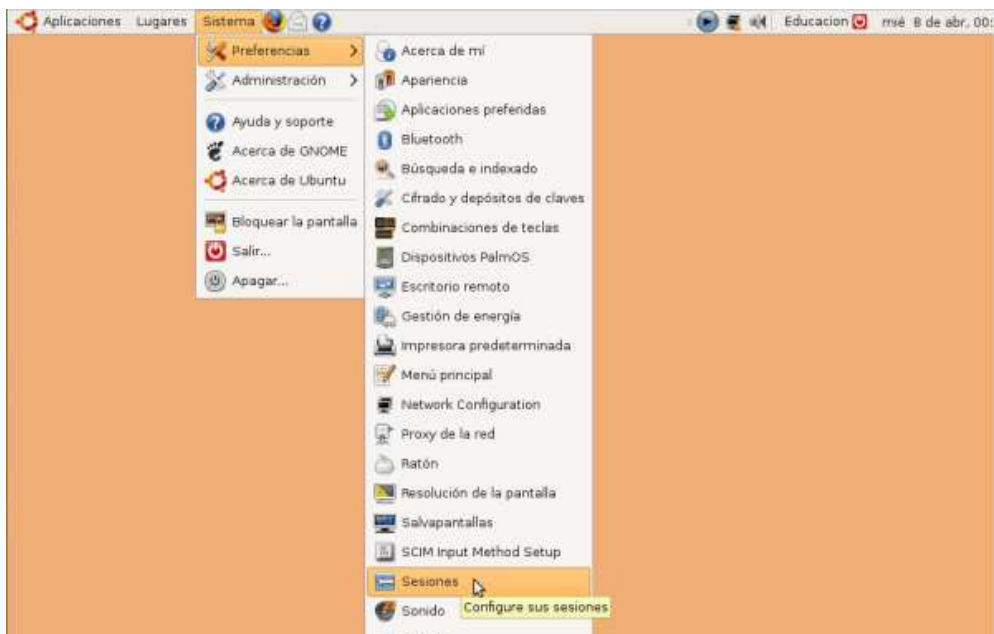 Aplicaciones Lugares Sistema Educacion mié 8 de abr, 00:
Preferencias
Administración
Ayuda y soporte
Acerca de GNOME
Acerca de Ubuntu
Bloquear la pantalla
Salir...
Apagar...
Acerca de mí
Apariencia
Aplicaciones preferidas
Bluetooth
Búsqueda e indexado
Cifrado y depósitos de claves
Combinaciones de teclas
Dispositivos PalmOS
Escritorio remoto
Gestión de energía
Impresora predeterminada
Menú principal
Network Configuration
Proxy de la red
Ratón
Resolución de la pantalla
Salvapantallas
SCIM Input Method Setup
Sesiones
Sonido
Configure sus sesiones